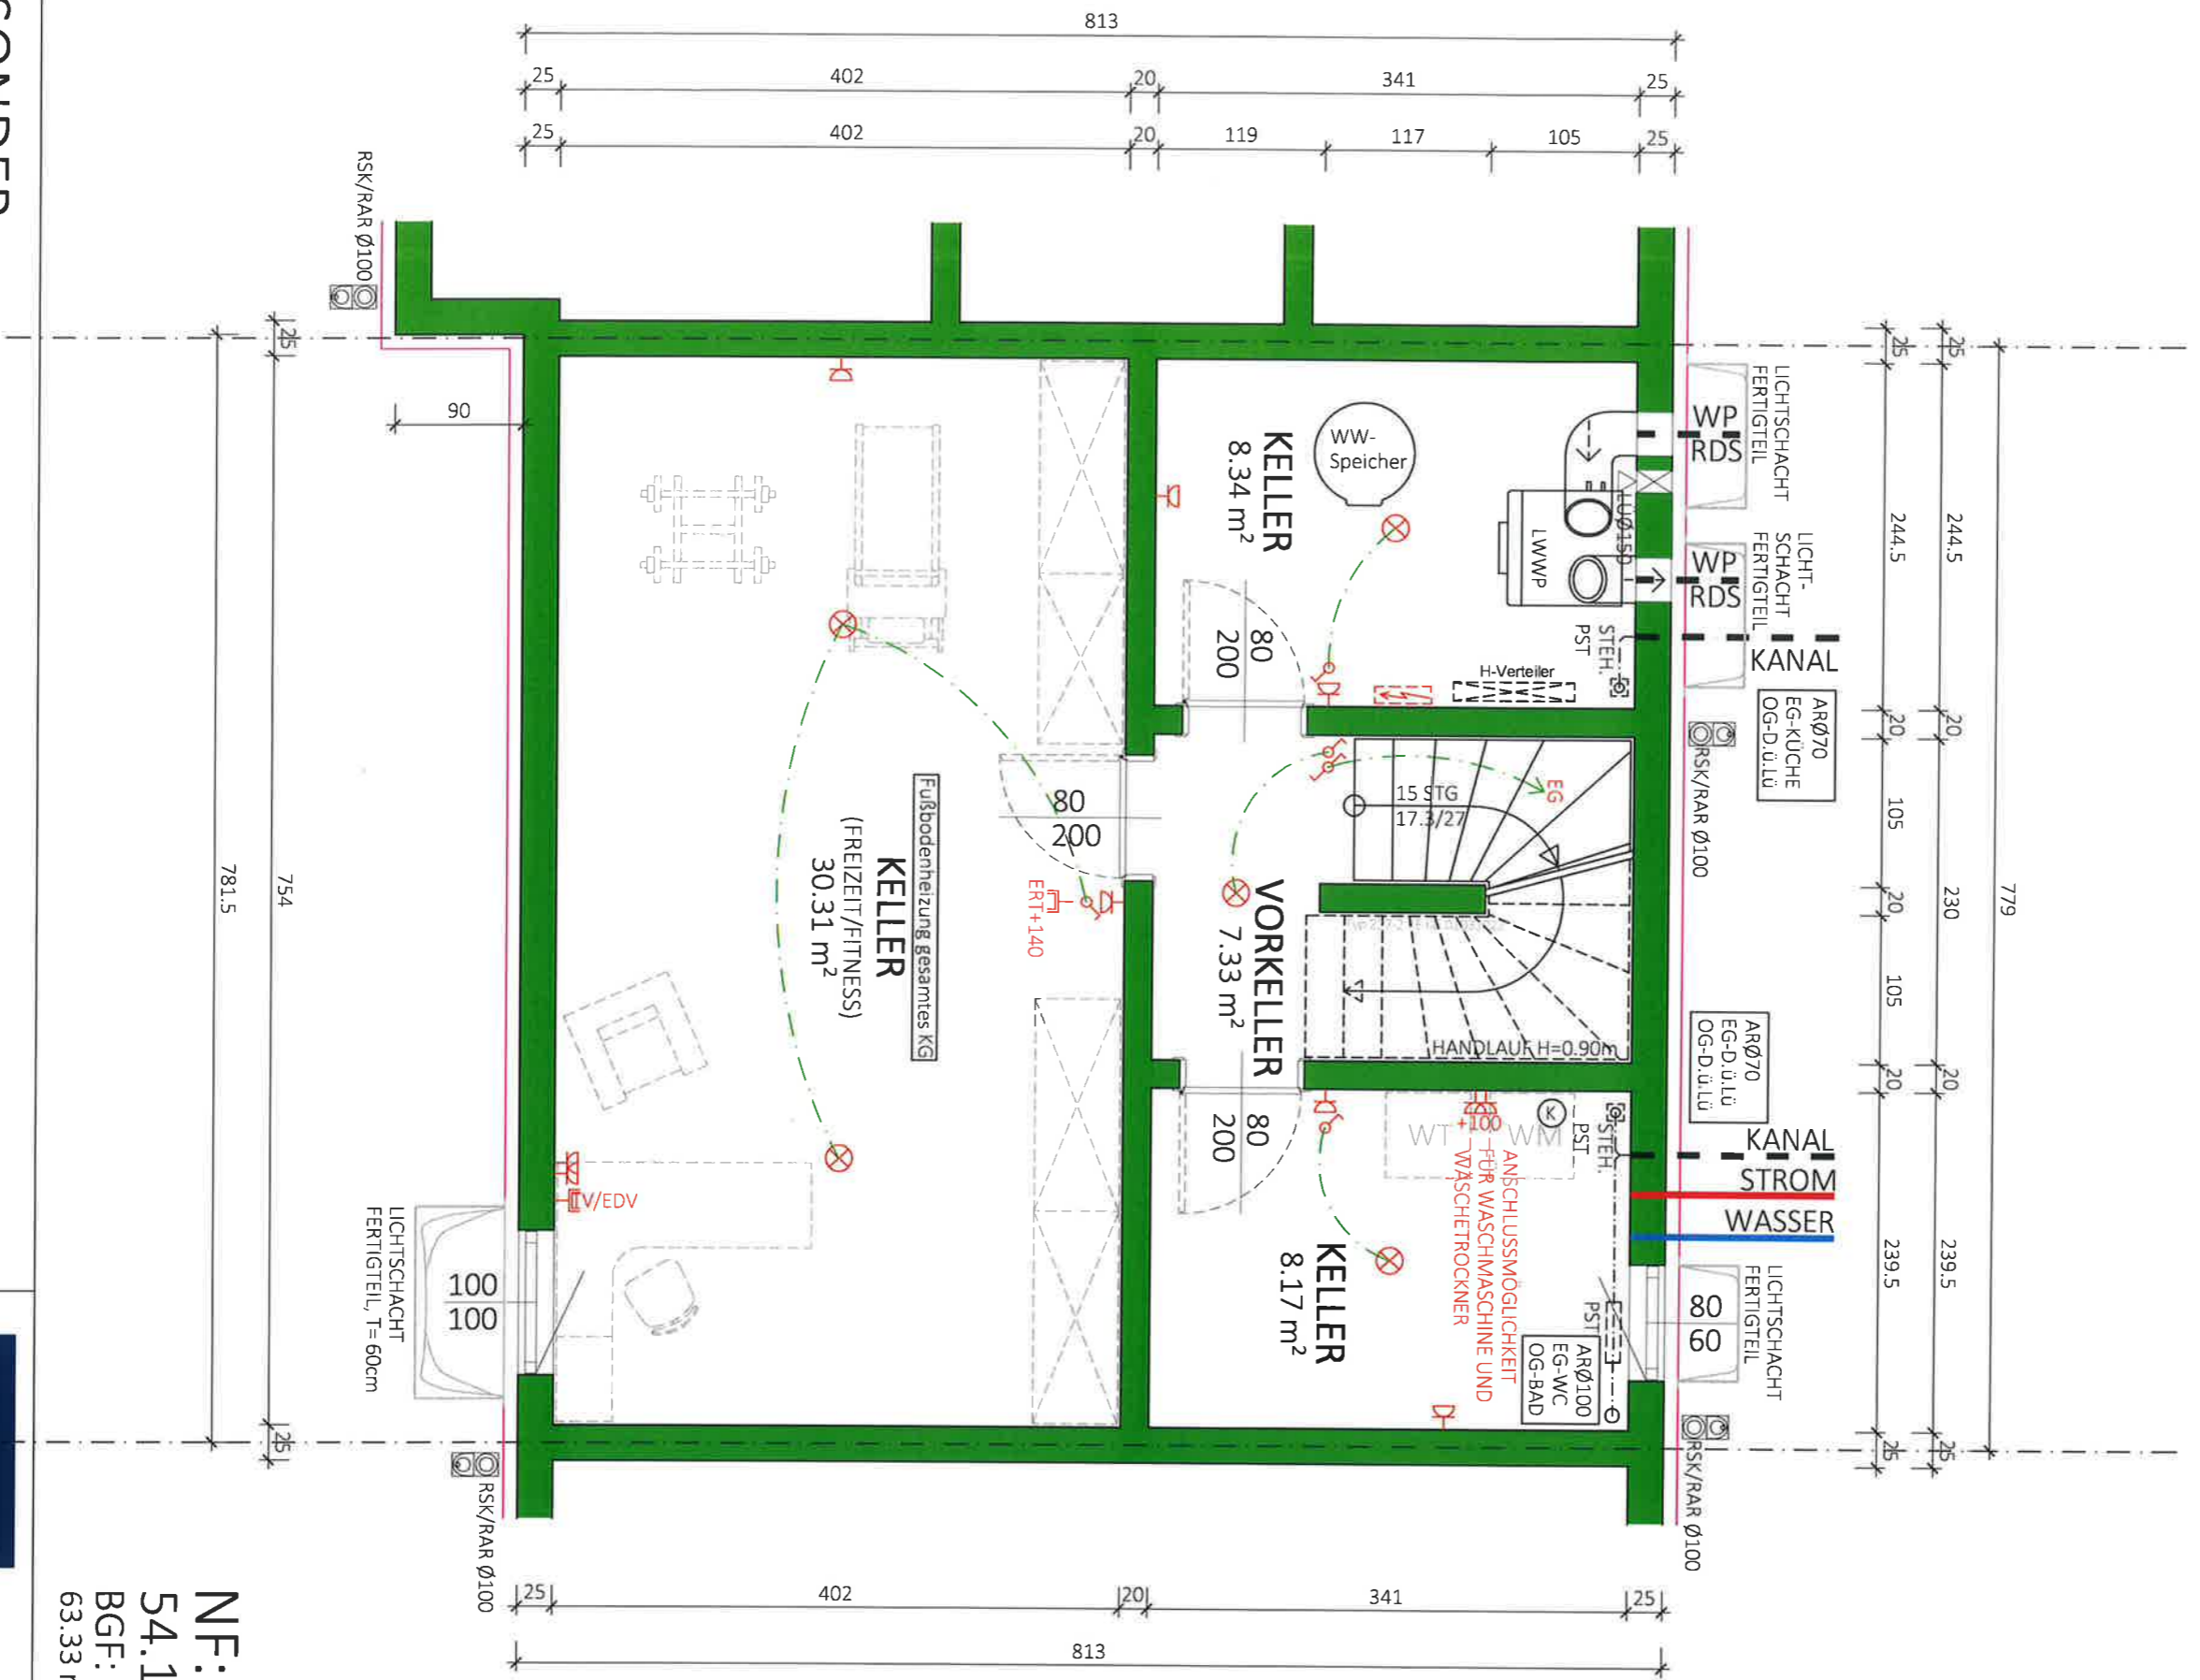 813
25
402
20
341
25
25
402
20
119
117
105
25
RSK/RAR Ø100
25
754
25
781.5
90
KELLER
8.34 m²
WW-
Speicher
LWWP
LÜØ150
WP
RDS
LICHTSCHACHT
FERTIGTEIL
WP
RDS
LICHT-
SCHACHT
FERTIGTEIL
KANAL
STEH.
PST
H-Verteiler
80
200
ARØ70
EG-KÜCHE
OG-D.ü.Lü
RSK/RAR Ø100
25
244.5
20
105
20
105
20
239.5
25
25
244.5
20
230
20
239.5
25
779
15 STG
17.3/27
EG
VORKELLER
7.33 m²
HANDLAUF H=0.90m
80
200
ERT+140
Fußbodenheizung gesamtes KG
KELLER
(FREIZEIT/FITNESS)
30.31 m²
TV/EDV
80
200
WT
WM
+100
K
PST
STEH.
ANSCHLUSSMÖGLICHKEIT
FÜR WASCHMASCHINE UND
WÄSCHETROCKNER
KELLER
8.17 m²
PST
ARØ100
EG-WC
OG-BAD
ARØ70
EG-D.ü.Lü
OG-D.ü.Lü
KANAL
STROM
WASSER
80
60
LICHTSCHACHT
FERTIGTEIL
RSK/RAR Ø100
100
100
LICHTSCHACHT
FERTIGTEIL, T=60cm
RSK/RAR Ø100
25
402
20
341
25
813
NF:
54.1
BGF:
63.33